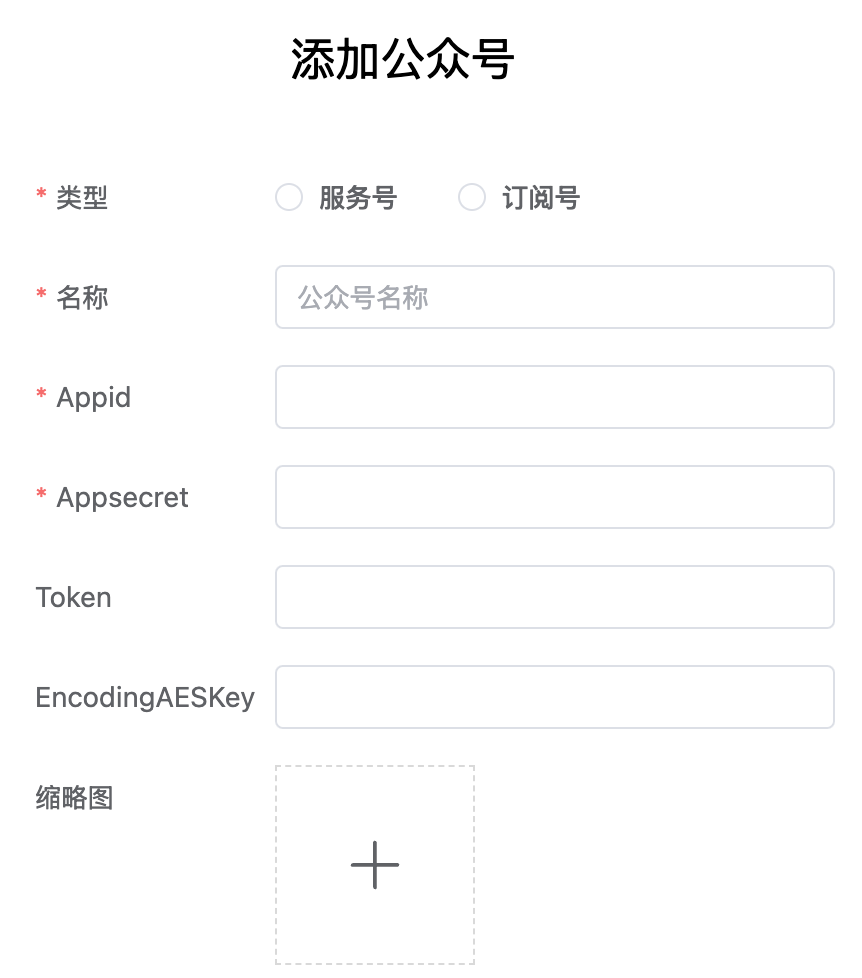 添加公众号
* 类型 服务号 订阅号
* 名称 公众号名称
* Appid
* Appsecret
Token
EncodingAESKey
缩略图